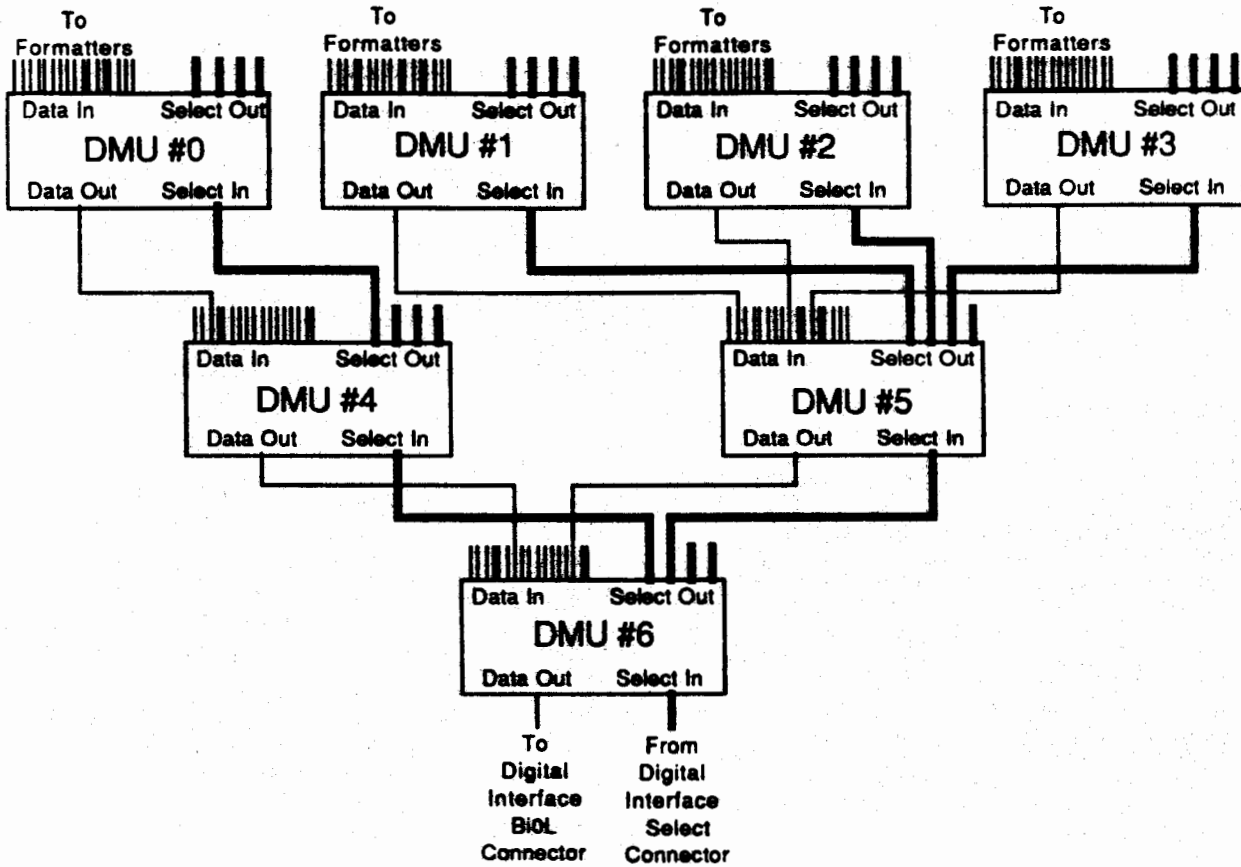 To
Formatters
To
Formatters
To
Formatters
To
Formatters
Data In Select Out
DMU #0
Data Out Select In
Data In Select Out
DMU #1
Data Out Select In
Data In Select Out
DMU #2
Data Out Select In
Data In Select Out
DMU #3
Data Out Select In
Data In Select Out
DMU #4
Data Out Select In
Data In Select Out
DMU #5
Data Out Select In
Data In Select Out
DMU #6
Data Out Select In
To
Digital
Interface
BiØL
Connector
From
Digital
Interface
Select
Connector